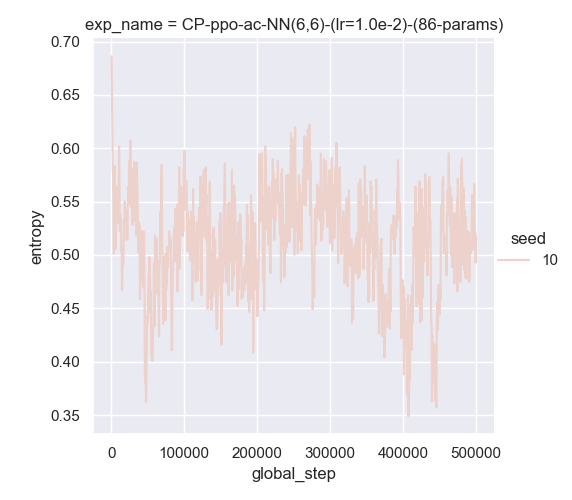 exp_name = CP-ppo-ac-NN(6,6)-(lr=1.0e-2)-(86-params)
0.70
0.65
0.60
0.55
0.50
0.45
0.40
0.35
entropy
0 100000 200000 300000 400000 500000
global_step
seed
10